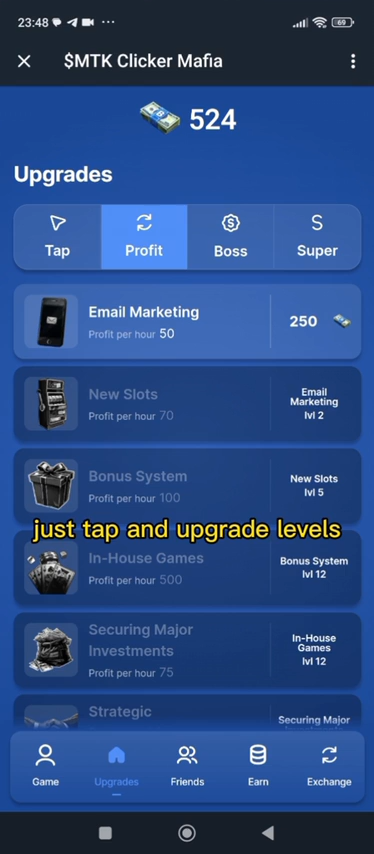 23:48
69
$MTK Clicker Mafia
524
Upgrades
Tap
Profit
Boss
Super
Email Marketing
Profit per hour 50
250
New Slots
Profit per hour 70
Email
Marketing
lvl 2
Bonus System
Profit per hour 100
New Slots
lvl 5
just tap and upgrade levels
In-House Games
Profit per hour 500
Bonus System
lvl 12
Securing Major
Investments
Profit per hour 75
In-House
Games
lvl 12
Strategic
Securing Major
Game
Upgrades
Friends
Earn
Exchange